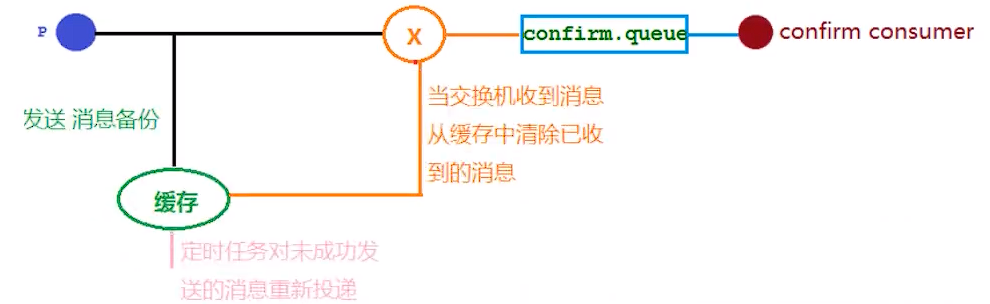 P
X
confirm.queue
confirm consumer
发送 消息备份
当交换机收到消息
从缓存中清除已收
到的消息
缓存
定时任务对未成功发
送的消息重新投递